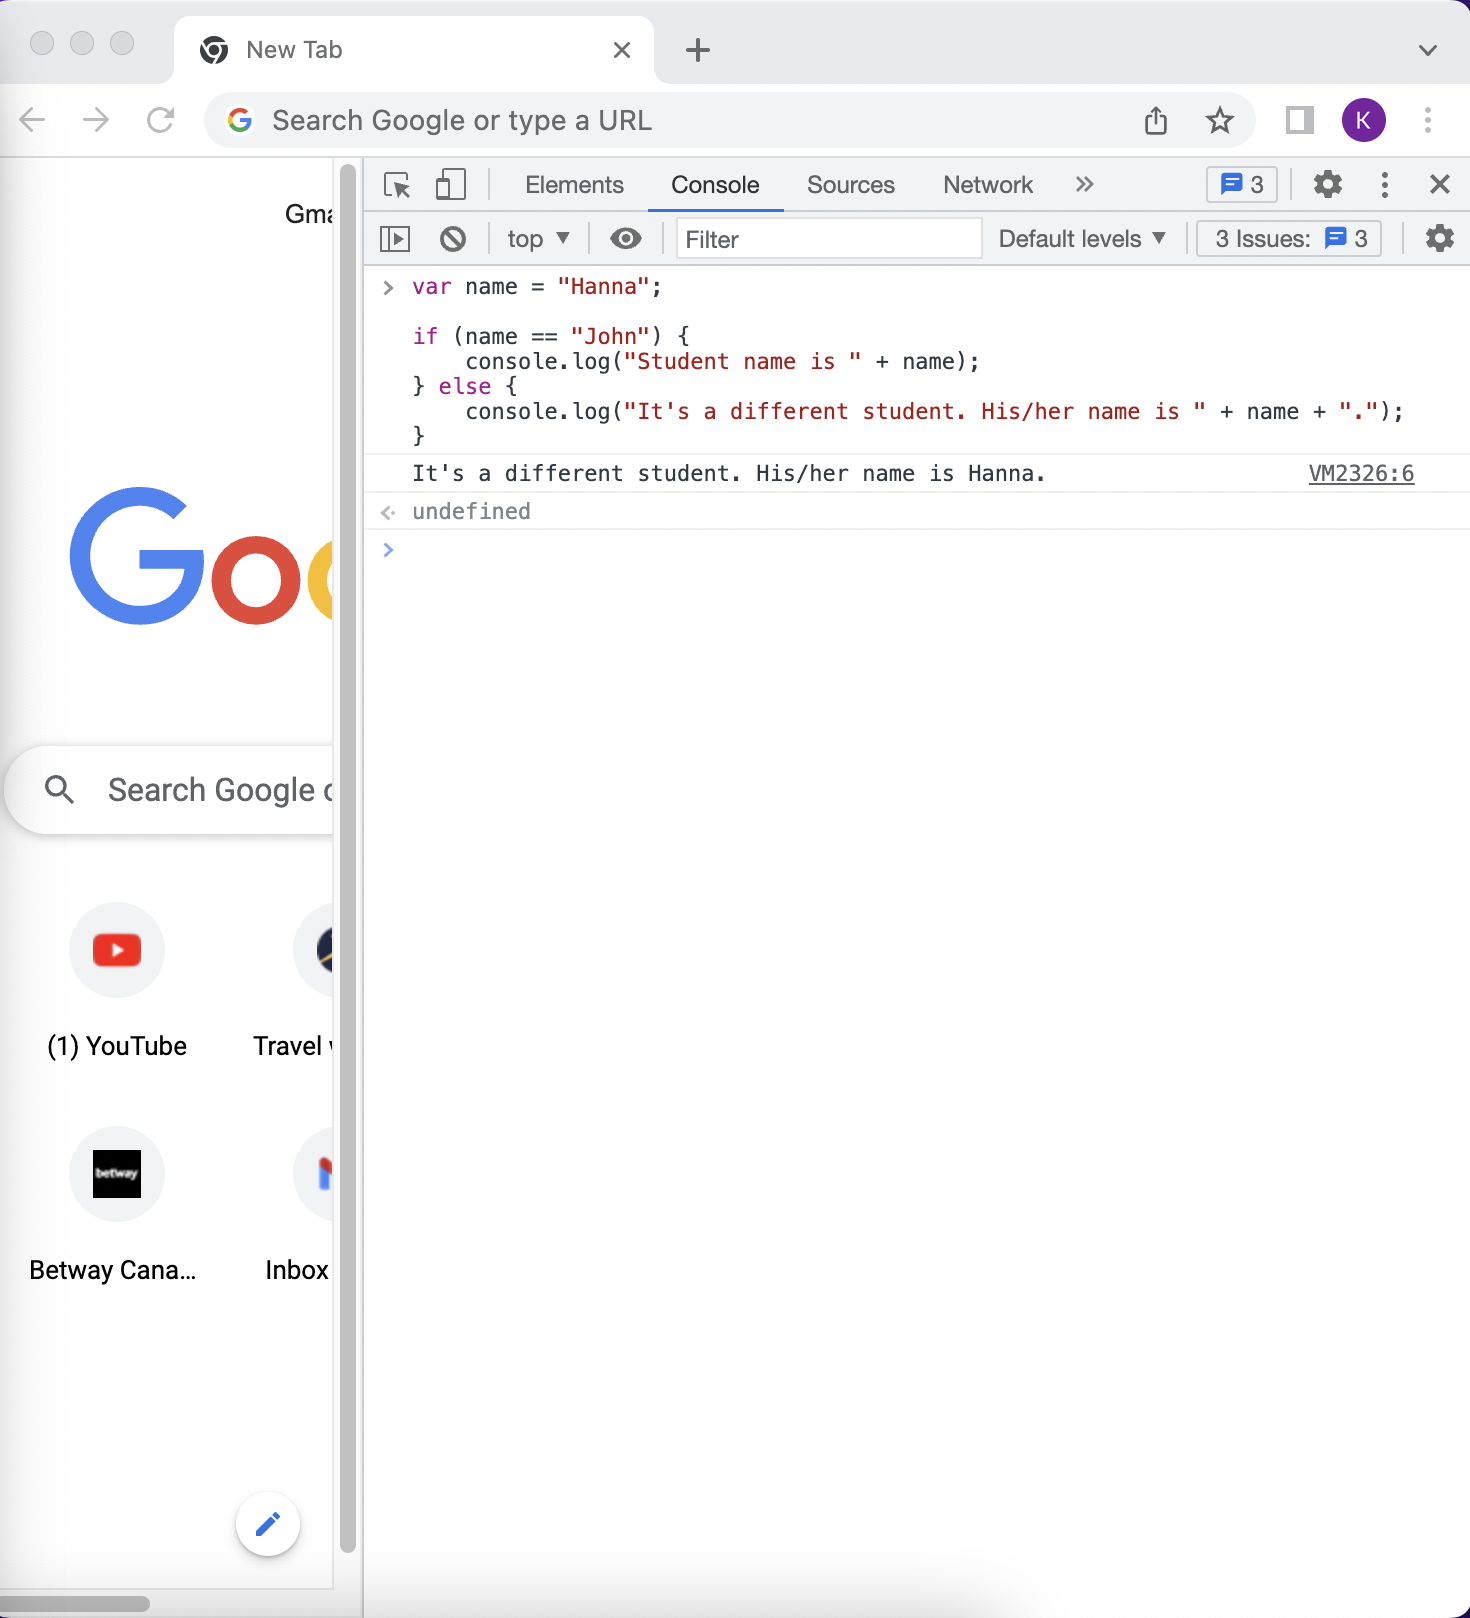 New Tab
Search Google or type a URL
K
Gma
Elements Console Sources Network
3
top Filter Default levels 3 Issues: 3
var name = "Hanna";
if (name == "John") {
    console.log("Student name is " + name);
} else {
    console.log("It's a different student. His/her name is " + name + ".");
}
It's a different student. His/her name is Hanna. VM2326:6
undefined
Goo
Search Google o
(1) YouTube Travel
betway
Betway Cana... Inbox